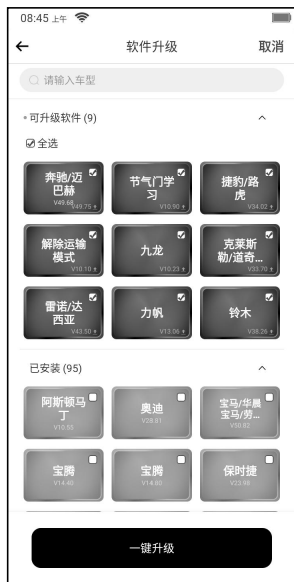 08:45 上午
软件升级
取消
请输入车型
可升级软件 (9)
全选
奔驰/迈
巴赫
V49.68
V49.75
节气门学
习
V10.90
捷豹/路
虎
V34.02
解除运输
模式
V10.10
九龙
V10.23
克莱斯
勒/道奇...
V33.70
雷诺/达
西亚
V43.50
力帆
V13.06
铃木
V38.26
已安装 (95)
阿斯顿马
丁
V10.55
奥迪
V28.81
宝马/华晨
宝马/劳...
V50.83
宝腾
V14.40
宝腾
V14.80
保时捷
V23.98
一键升级